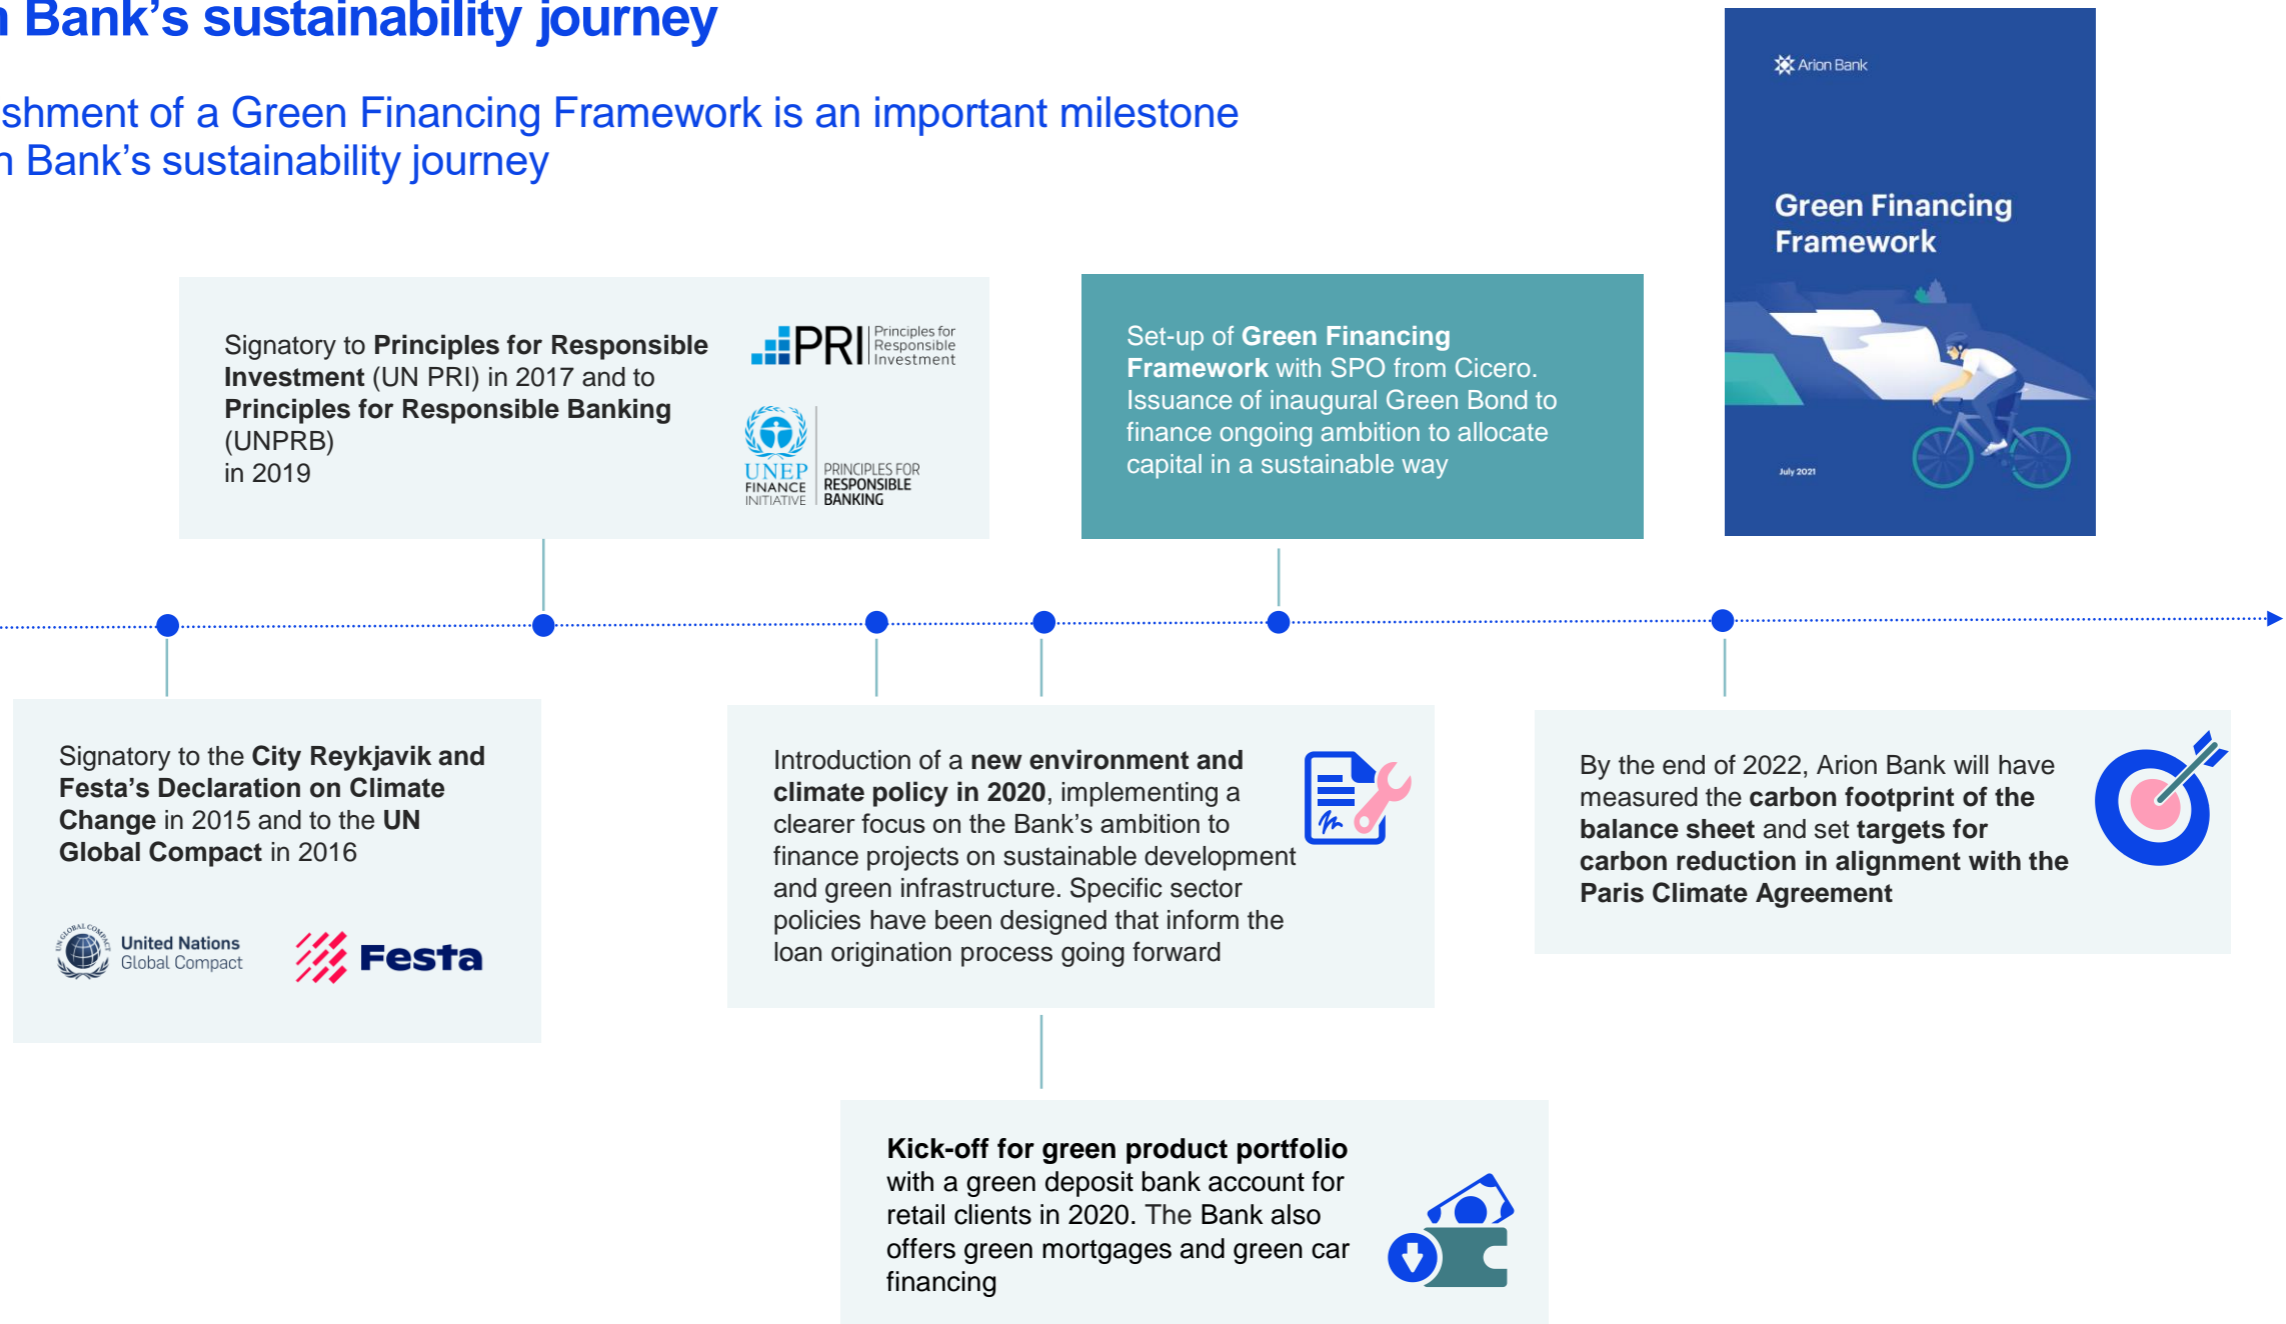 n Bank’s sustainability journey
shment of a Green Financing Framework is an important milestone
n Bank’s sustainability journey
Arion Bank
Green Financing
Framework
July 2021
Signatory to Principles for Responsible
Investment (UN PRI) in 2017 and to
Principles for Responsible Banking
(UNPRB)
in 2019
PRI
Principles for
Responsible
Investment
UNEP
FINANCE
INITIATIVE
PRINCIPLES FOR
RESPONSIBLE
BANKING
Set-up of Green Financing
Framework with SPO from Cicero.
Issuance of inaugural Green Bond to
finance ongoing ambition to allocate
capital in a sustainable way
Signatory to the City Reykjavik and
Festa’s Declaration on Climate
Change in 2015 and to the UN
Global Compact in 2016
UN GLOBAL COMPACT
United Nations
Global Compact
Festa
Introduction of a new environment and
climate policy in 2020, implementing a
clearer focus on the Bank’s ambition to
finance projects on sustainable development
and green infrastructure. Specific sector
policies have been designed that inform the
loan origination process going forward
By the end of 2022, Arion Bank will have
measured the carbon footprint of the
balance sheet and set targets for
carbon reduction in alignment with the
Paris Climate Agreement
Kick-off for green product portfolio
with a green deposit bank account for
retail clients in 2020. The Bank also
offers green mortgages and green car
financing